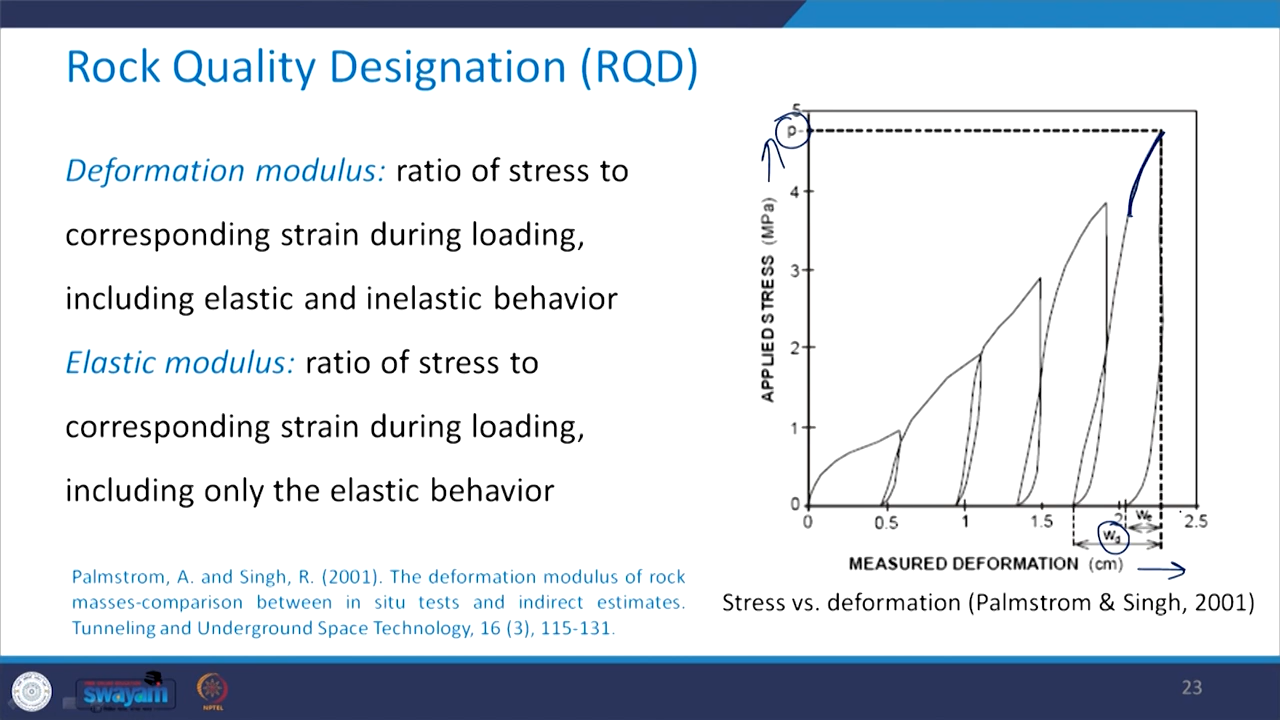 Rock Quality Designation (RQD)
Deformation modulus: ratio of stress to
corresponding strain during loading,
including elastic and inelastic behavior
Elastic modulus: ratio of stress to
corresponding strain during loading,
including only the elastic behavior
Palmstrom, A. and Singh, R. (2001). The deformation modulus of rock
masses-comparison between in situ tests and indirect estimates.
Tunneling and Underground Space Technology, 16 (3), 115-131.
5
p
4
3
2
1
0
APPLIED STRESS (MPa)
0 0.5 1 1.5 2 2.5
We
Wd
MEASURED DEFORMATION (cm)
Stress vs. deformation (Palmstrom & Singh, 2001)
swayam
NPTEL
23